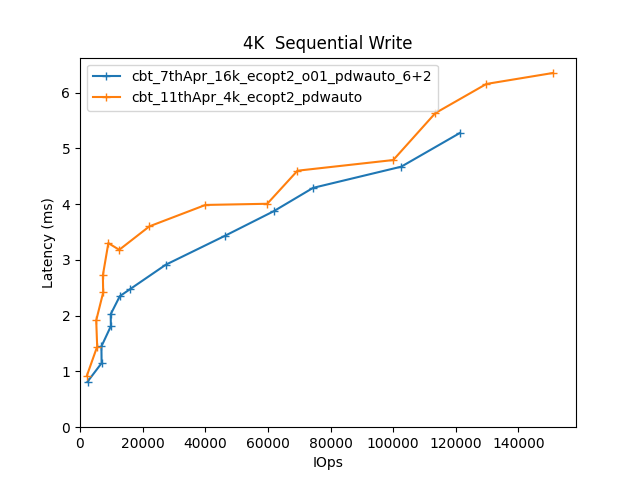 4K  Sequential Write
cbt_7thApr_16k_ecopt2_o01_pdwauto_6+2
cbt_11thApr_4k_ecopt2_pdwauto
Latency (ms)
6
5
4
3
2
1
0
0 20000 40000 60000 80000 100000 120000 140000
IOps